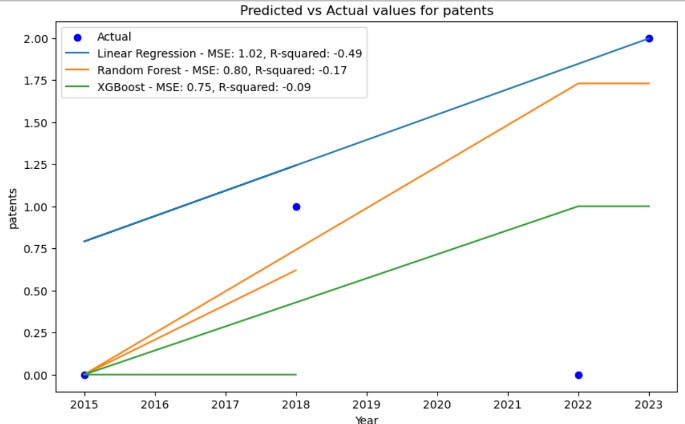 Predicted vs Actual values for patents
Actual
Linear Regression - MSE: 1.02, R-squared: -0.49
Random Forest - MSE: 0.80, R-squared: -0.17
XGBoost - MSE: 0.75, R-squared: -0.09
2.00
1.75
1.50
1.25
1.00
0.75
0.50
0.25
0.00
patents
2015 2016 2017 2018 2019 2020 2021 2022 2023
Year